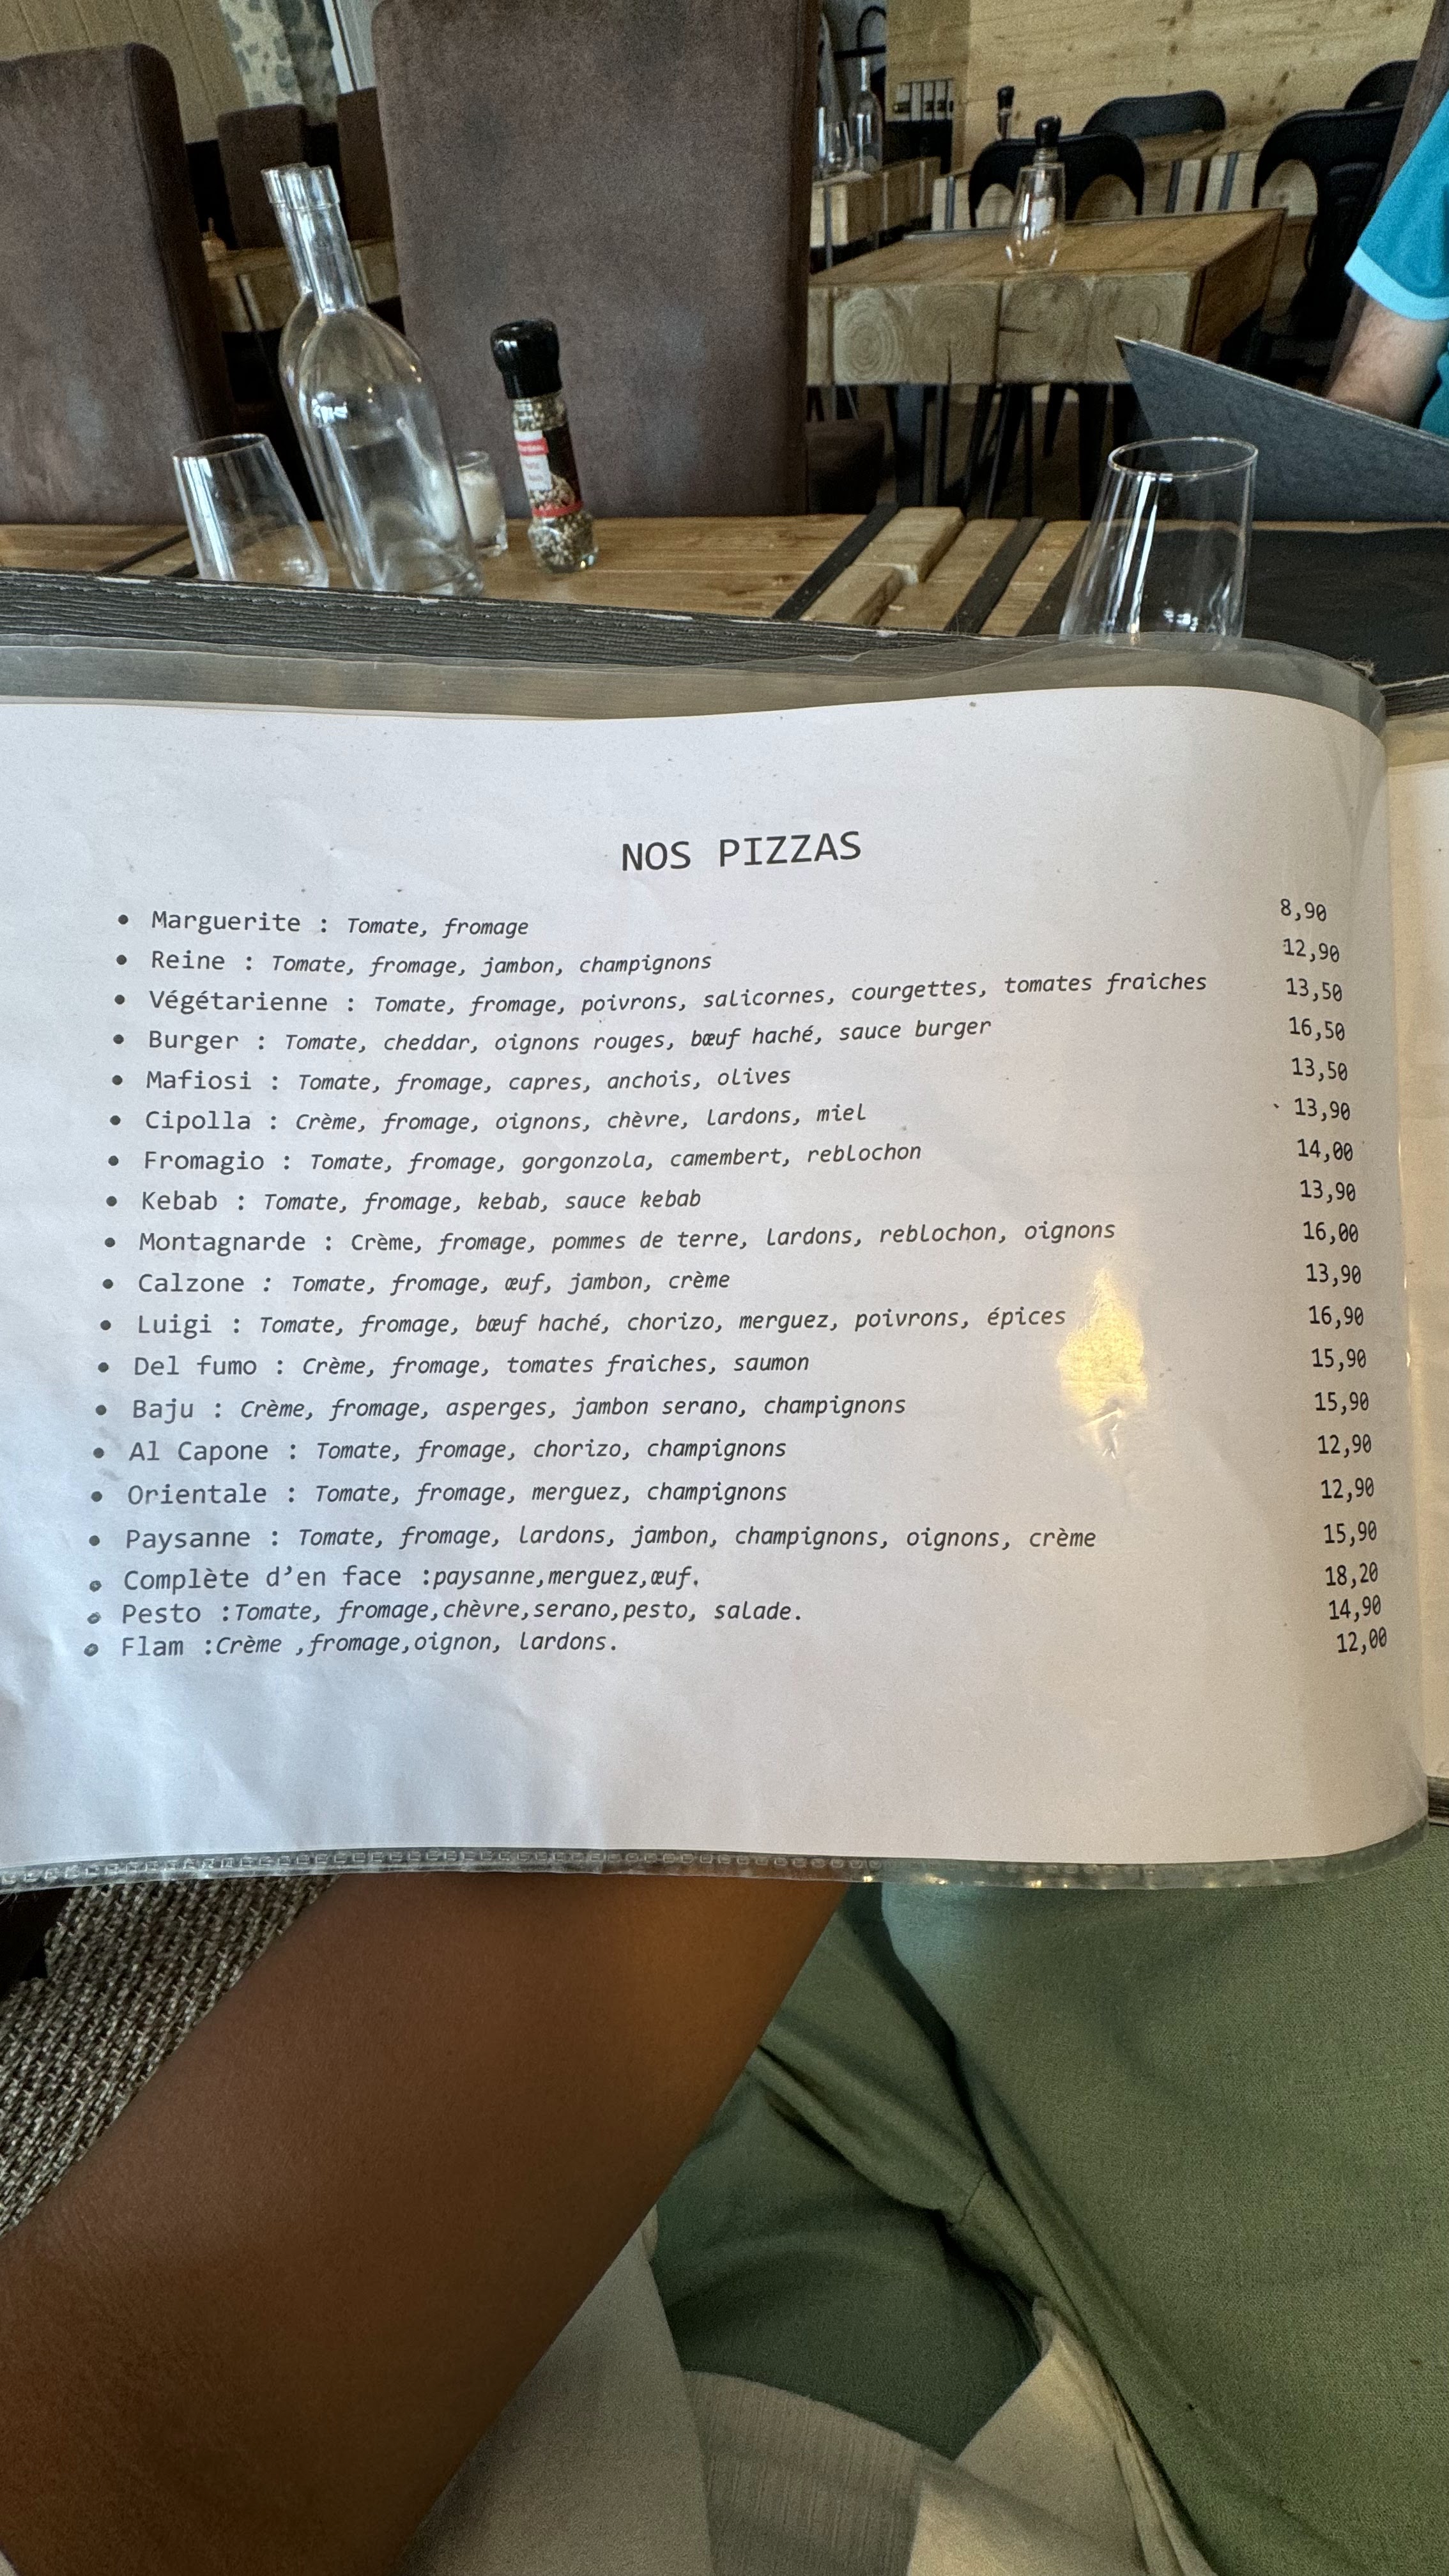 NOS PIZZAS
• Marguerite : Tomate, fromage 8,90
• Reine : Tomate, fromage, jambon, champignons 12,90
• Végétarienne : Tomate, fromage, poivrons, salicornes, courgettes, tomates fraiches 13,50
• Burger : Tomate, cheddar, oignons rouges, bœuf haché, sauce burger 16,50
• Mafiosi : Tomate, fromage, capres, anchois, olives 13,50
• Cipolla : Crème, fromage, oignons, chèvre, lardons, miel 13,90
• Fromagio : Tomate, fromage, gorgonzola, camembert, reblochon 14,00
• Kebab : Tomate, fromage, kebab, sauce kebab 13,90
• Montagnarde : Crème, fromage, pommes de terre, lardons, reblochon, oignons 16,00
• Calzone : Tomate, fromage, œuf, jambon, crème 13,90
• Luigi : Tomate, fromage, bœuf haché, chorizo, merguez, poivrons, épices 16,90
• Del fumo : Crème, fromage, tomates fraiches, saumon 15,90
• Baju : Crème, fromage, asperges, jambon serano, champignons 15,90
• Al Capone : Tomate, fromage, chorizo, champignons 12,90
• Orientale : Tomate, fromage, merguez, champignons 12,90
• Paysanne : Tomate, fromage, lardons, jambon, champignons, oignons, crème 15,90
• Complète d’en face :paysanne,merguez,œuf. 18,20
• Pesto :Tomate, fromage,chèvre,serano,pesto, salade. 14,90
• Flam :Crème ,fromage,oignon, lardons. 12,00